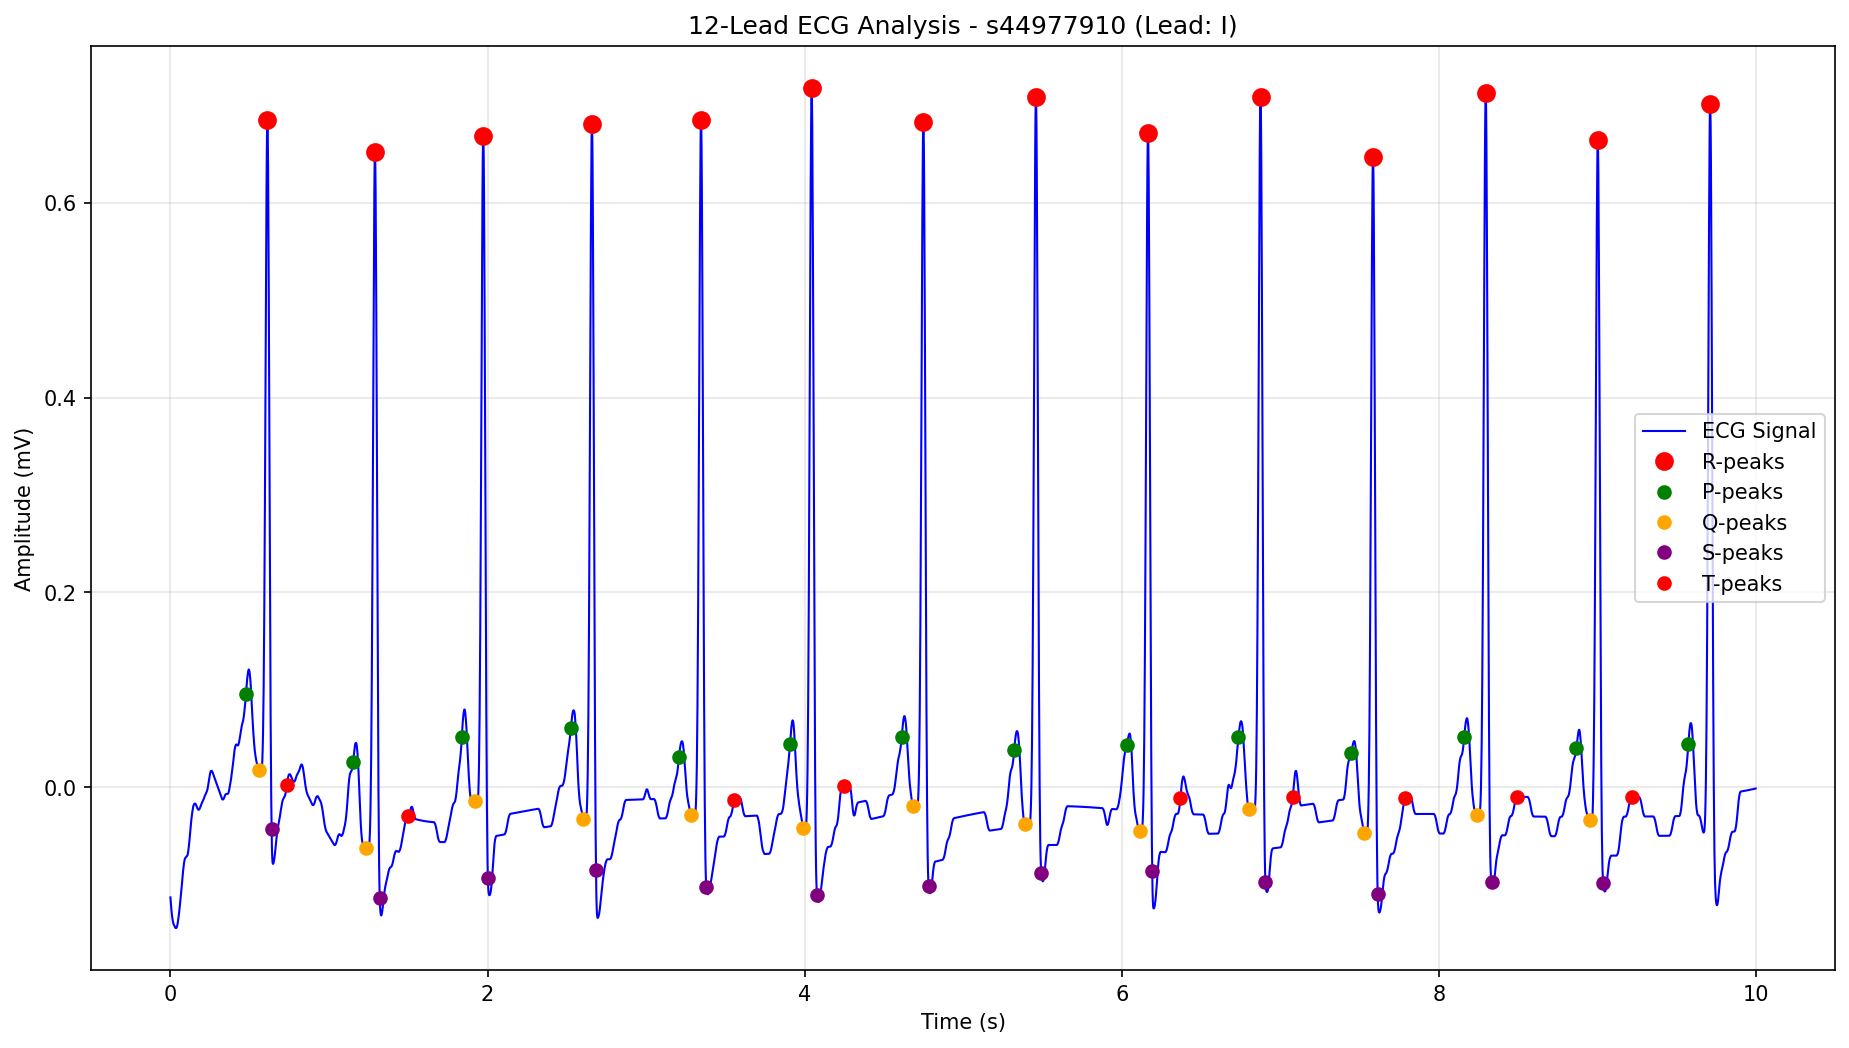 12-Lead ECG Analysis - s44977910 (Lead: I)
Amplitude (mV)
0.6
0.4
0.2
0.0
ECG Signal
R-peaks
P-peaks
Q-peaks
S-peaks
T-peaks
0 2 4 6 8 10
Time (s)